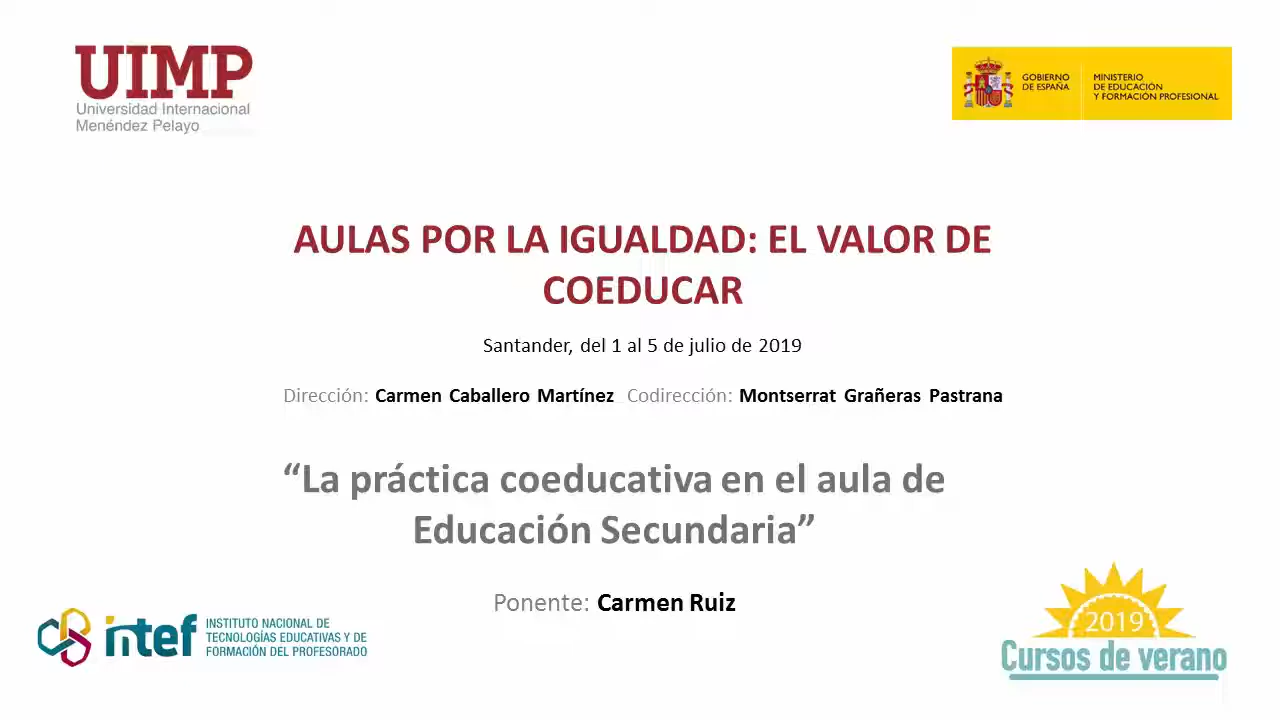 UIMP
Universidad Internacional
Menéndez Pelayo
GOBIERNO
DE ESPAÑA
MINISTERIO
DE EDUCACIÓN
Y FORMACIÓN PROFESIONAL
AULAS POR LA IGUALDAD: EL VALOR DE
COEDUCAR
Santander, del 1 al 5 de julio de 2019
Dirección: Carmen Caballero Martínez Codirección: Montserrat Grañeras Pastrana
“La práctica coeducativa en el aula de
Educación Secundaria”
Ponente: Carmen Ruiz
intef
INSTITUTO NACIONAL DE
TECNOLOGÍAS EDUCATIVAS Y DE
FORMACIÓN DEL PROFESORADO
2019
Cursos de verano